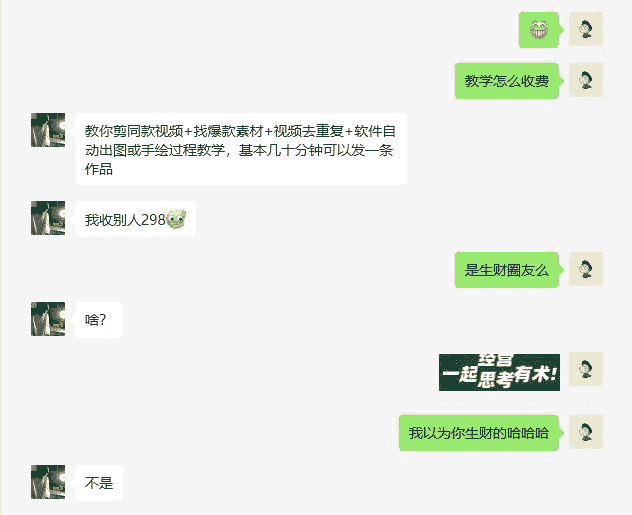 教学怎么收费
教你剪同款视频+找爆款素材+视频去重复+软件自
动出图或手绘过程教学，基本几十分钟可以发一条
作品
我收别人298
是生财圈友么
啥？
经营
一起思考有术！
我以为你生财的哈哈哈
不是